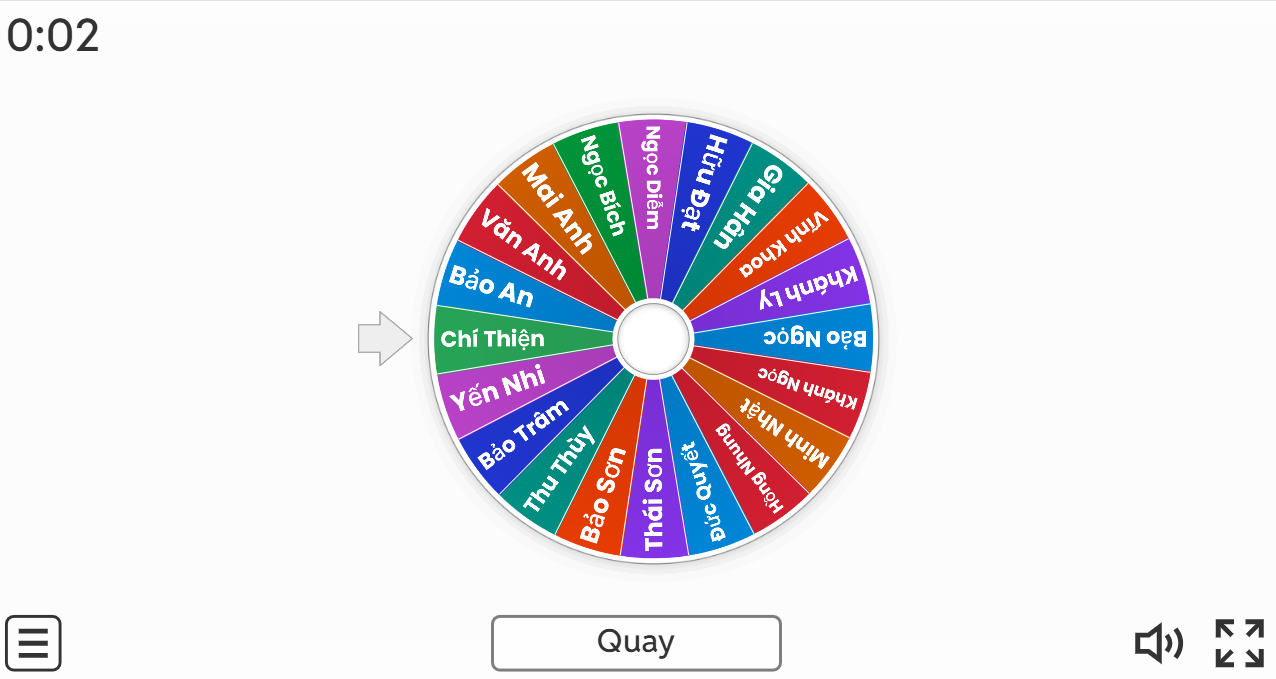 0:02
Ngọc Diễm
Hữu Đạt
Gia Hân
Vĩnh Khoa
Khánh Ly
Bảo Ngọc
Khánh Ngọc
Minh Nhật
Hồng Nhung
Đức Quyết
Thái Sơn
Bảo Sơn
Thu Thủy
Bảo Trâm
Yến Nhi
Chí Thiện
Bảo An
Văn Anh
Mai Anh
Ngọc Bích
Quay